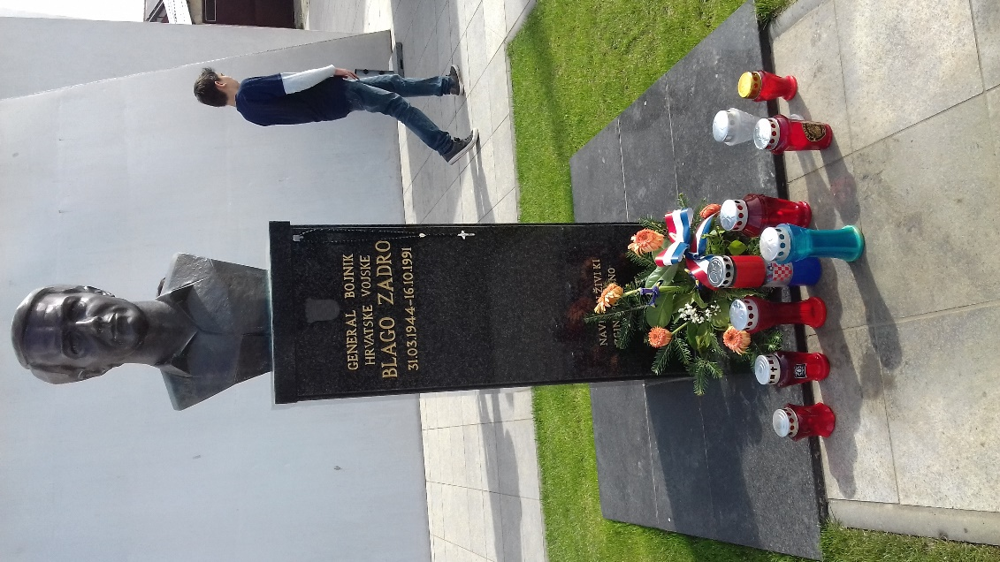 GENERAL BOJNIK
HRVATSKE VOJSKE
BLAGO ZADRO
31.03.1944-16.10.1991
ŽIVI KI